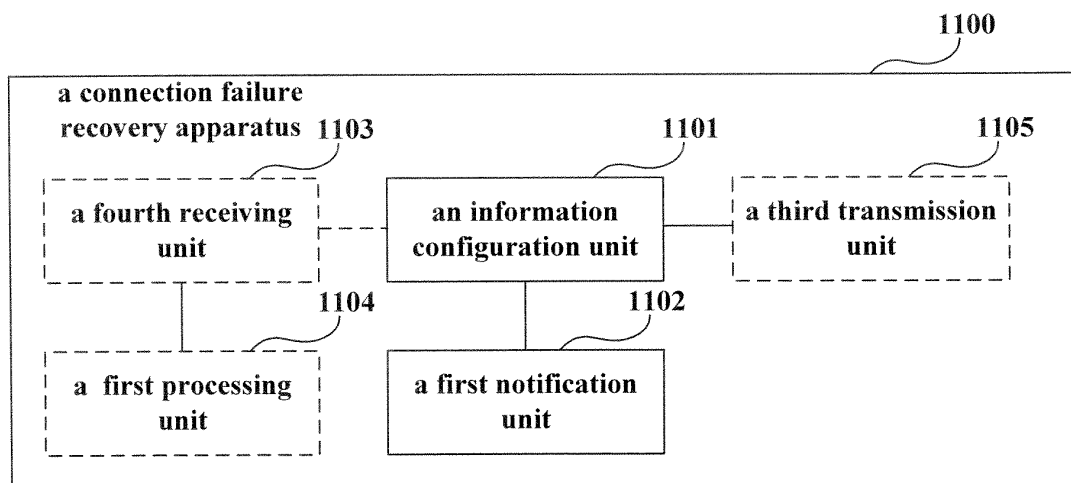 1100
a connection failure
recovery apparatus
1103
1101
1105
a fourth receiving
unit
an information
configuration unit
a third transmission
unit
1104
1102
a first processing
unit
a first notification
unit